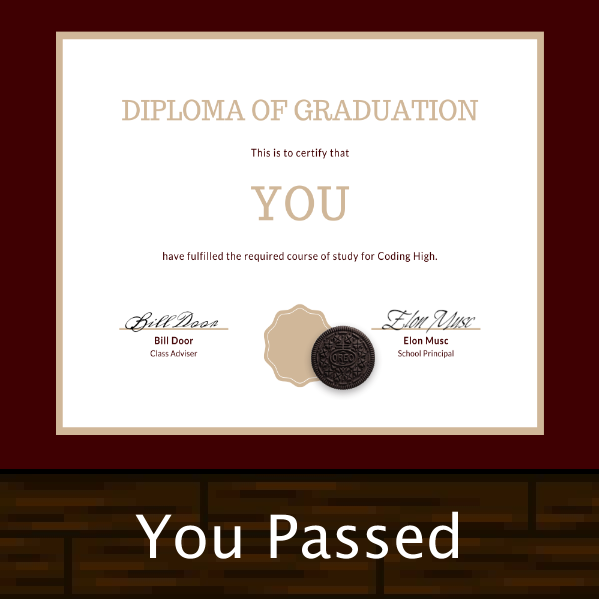 DIPLOMA OF GRADUATION
This is to certify that
YOU
have fulfilled the required course of study for Coding High.
Bill Door
Elon Musc
Bill Door
Elon Musc
Class Adviser
School Principal
OREO
You Passed